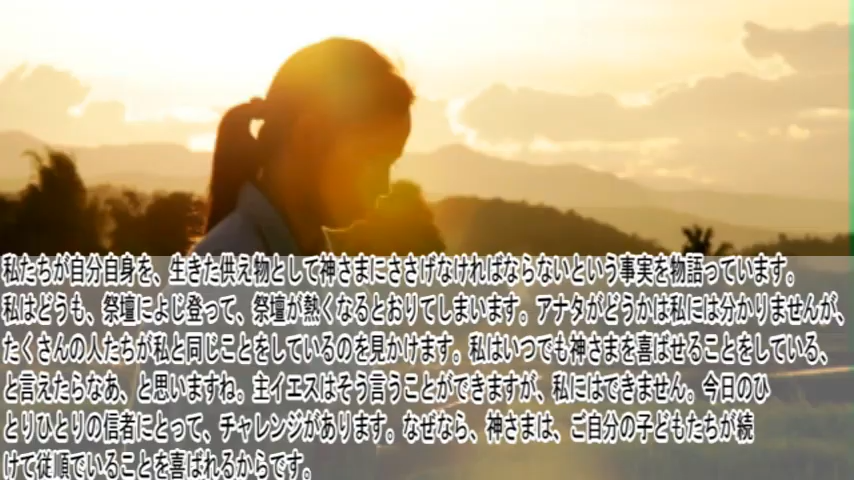 私たちが自分自身を、生きた供え物として神さまにささげなければならないという事実を物語っています。
私はどうも、祭壇によじ登って、祭壇が熱くなるとおりてしまいます。アナタがどうかは私には分かりませんが、
たくさんの人たちが私と同じことをしているのを見かけます。私はいつでも神さまを喜ばせることをしている、
と言えたらなあ、と思いますね。主イエスはそう言うことができますが、私にはできません。今日のひ
とりひとりの信者にとって、チャレンジがあります。なぜなら、神さまは、ご自分の子どもたちが続
けて従順でいることを喜ばれるからです。